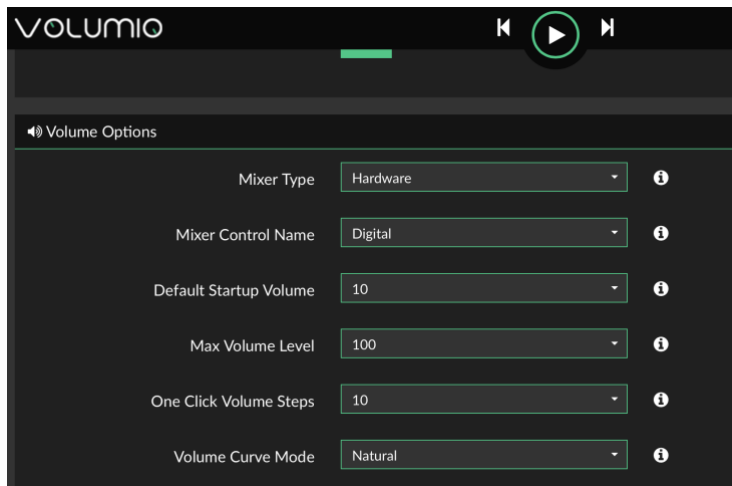 VOLUMIO
Volume Options
Mixer Type
Hardware
Mixer Control Name
Digital
Default Startup Volume
10
Max Volume Level
100
One Click Volume Steps
10
Volume Curve Mode
Natural